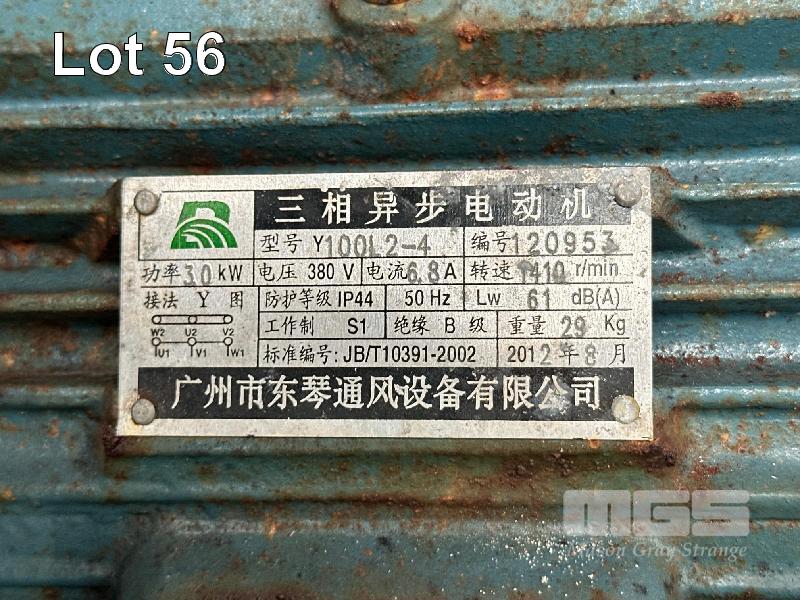 Lot 56
三相异步电动机
型号 Y100L2-4 编号 120953
功率 3.0 kW 电压 380 V 电流 6.8 A 转速 1410 r/min
接法 Y 图 防护等级 IP44 50 Hz Lw 61 dB(A)
W2 U2 V2 工作制 S1 绝缘 B 级 重量 29 Kg
U1 V1 W1 标准编号: JB/T10391-2002 2012 年 8 月
广州市东琴通风设备有限公司
MGS
Mason Gray Strange